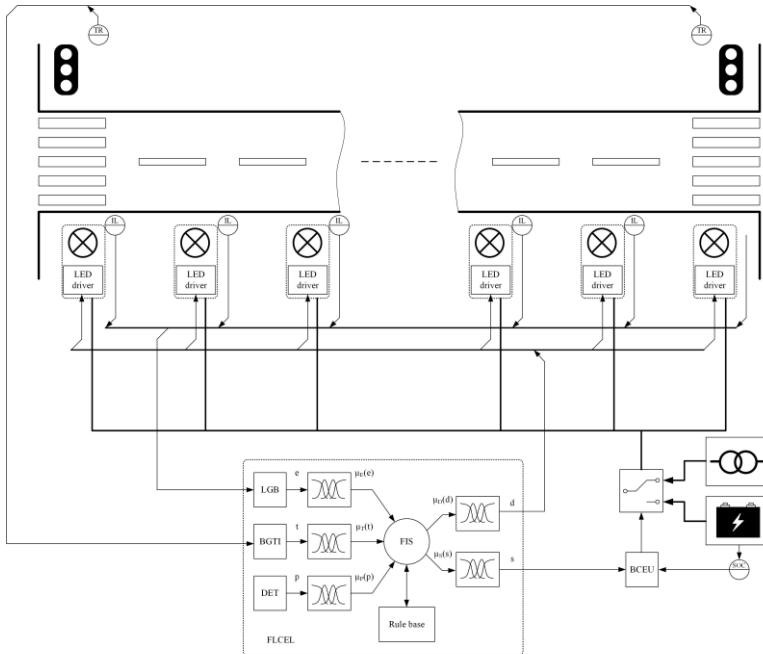 TR
TR
IL
IL
IL
IL
IL
LED
driver
LED
driver
LED
driver
LED
driver
LED
driver
LED
driver
LGB
e
μE(e)
BGTI
t
μT(t)
DET
p
μP(p)
FIS
Rule base
FLCEL
μD(d)
d
μS(s)
s
BCEU
SOC